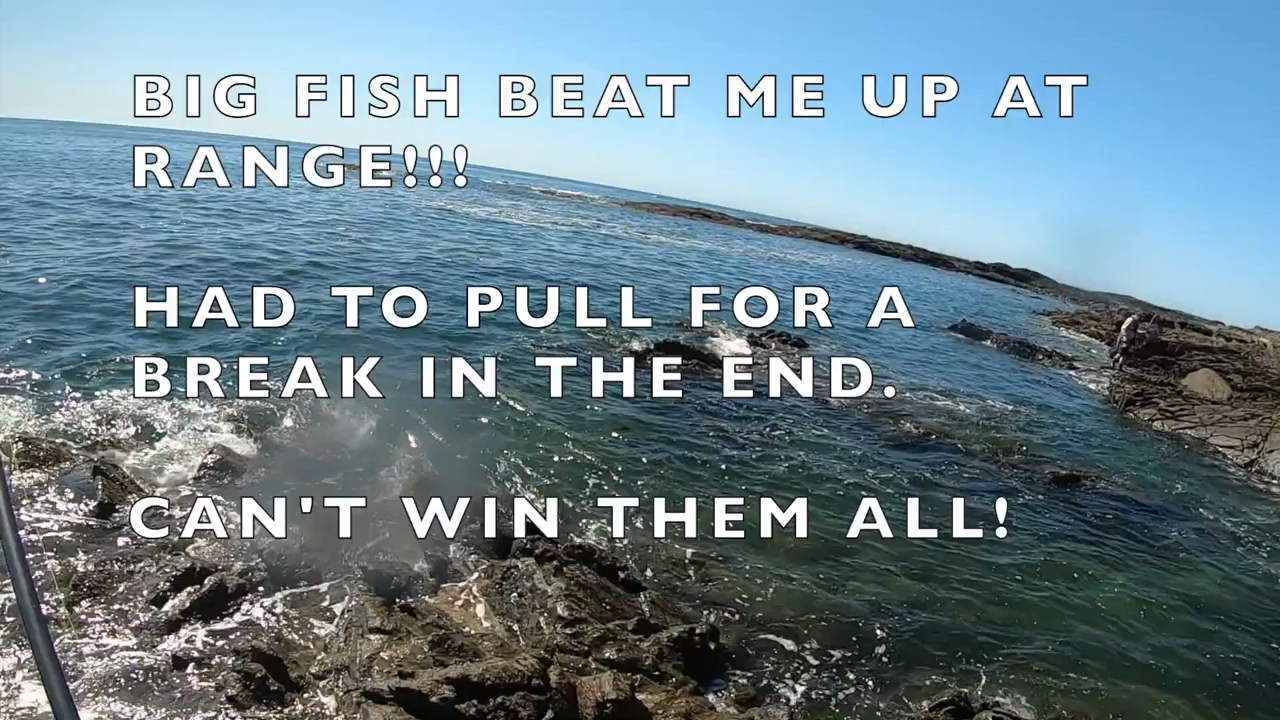 BIG FISH BEAT ME UP AT
RANGE!!!
HAD TO PULL FOR A
BREAK IN THE END.
CAN'T WIN THEM ALL!